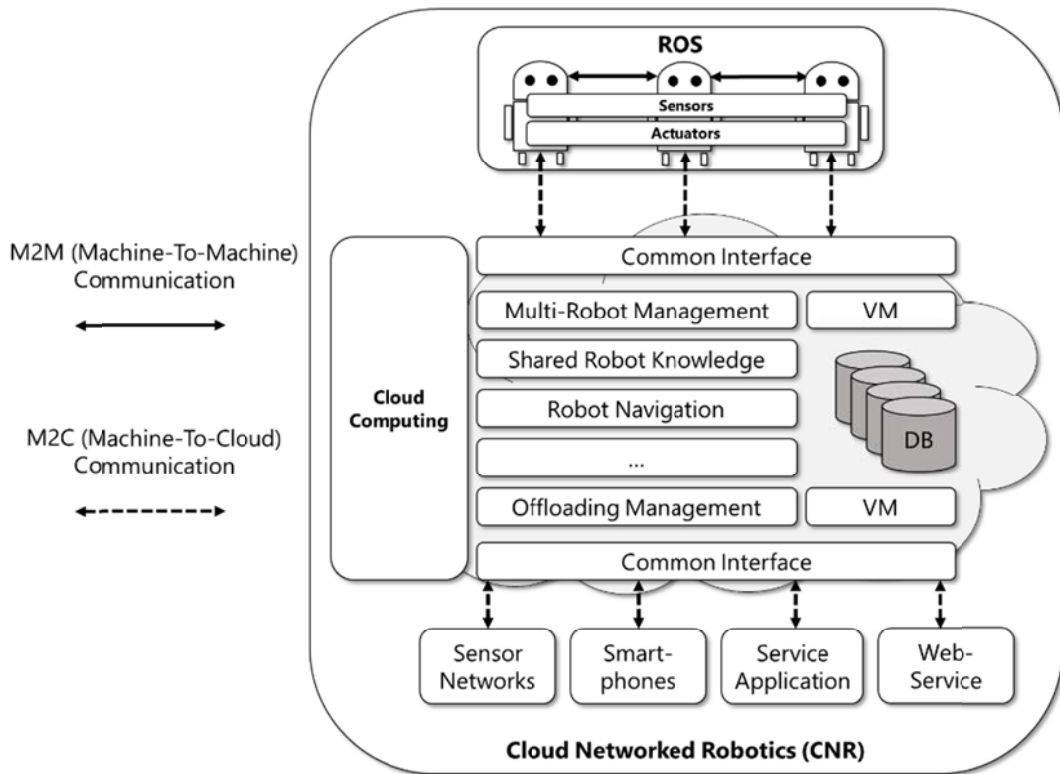 ROS
Sensors
Actuators
M2M (Machine-To-Machine)
Communication
M2C (Machine-To-Cloud)
Communication
Cloud
Computing
Common Interface
Multi-Robot Management
VM
Shared Robot Knowledge
Robot Navigation
...
DB
Offloading Management
VM
Common Interface
Sensor
Networks
Smart-
phones
Service
Application
Web-
Service
Cloud Networked Robotics (CNR)